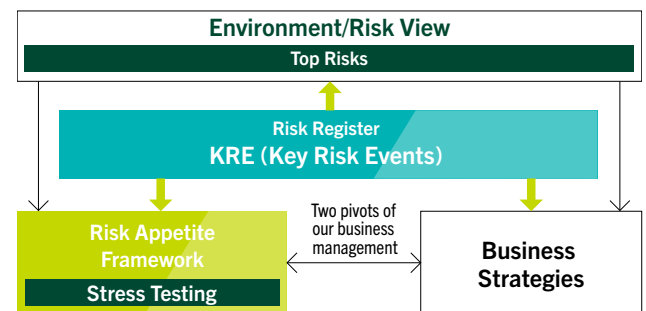 Environment/Risk View
Top Risks
Risk Register
KRE (Key Risk Events)
Two pivots of
our business
management
Risk Appetite
Framework
Stress Testing
Business
Strategies